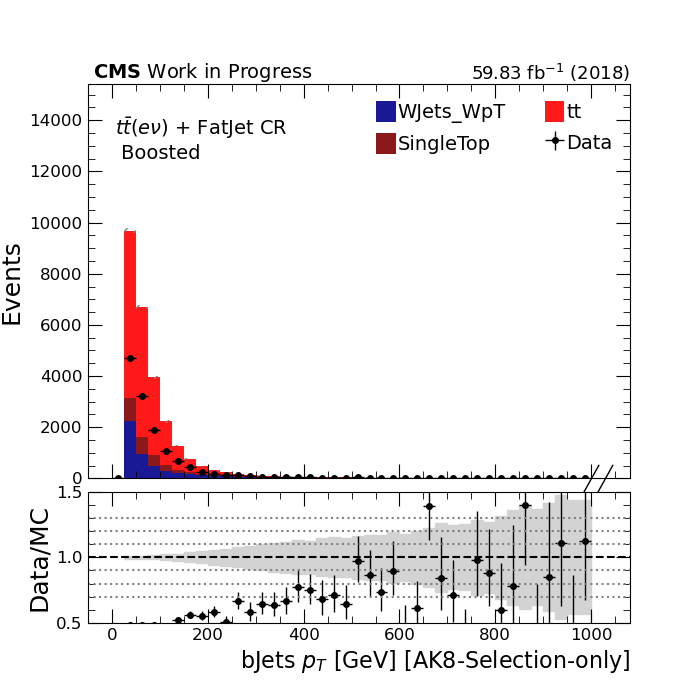 CMS Work in Progress 59.83 fb⁻¹ (2018)
tt̄(eν) + FatJet CR
Boosted
WJets_WpT
tt
SingleTop
Data
Events
14000
12000
10000
8000
6000
4000
2000
0
Data/MC
1.5
1.0
0.5
0 200 400 600 800 1000
bJets p_T [GeV] [AK8-Selection-only]